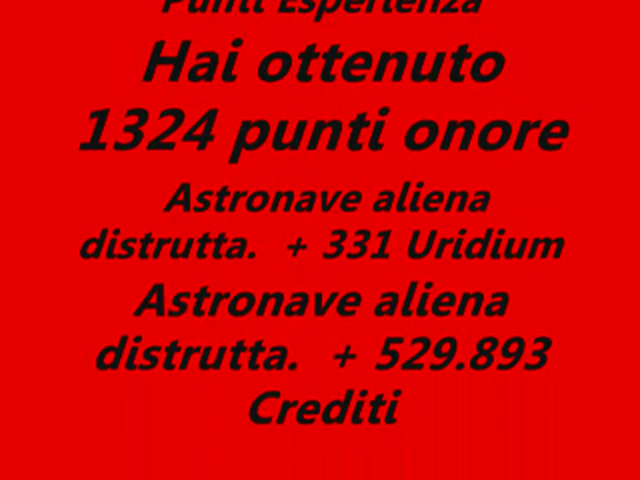 Punti Esperienza
Hai ottenuto
1324 punti onore
Astronave aliena
distrutta.  + 331 Uridium
Astronave aliena
distrutta.  + 529.893
Crediti